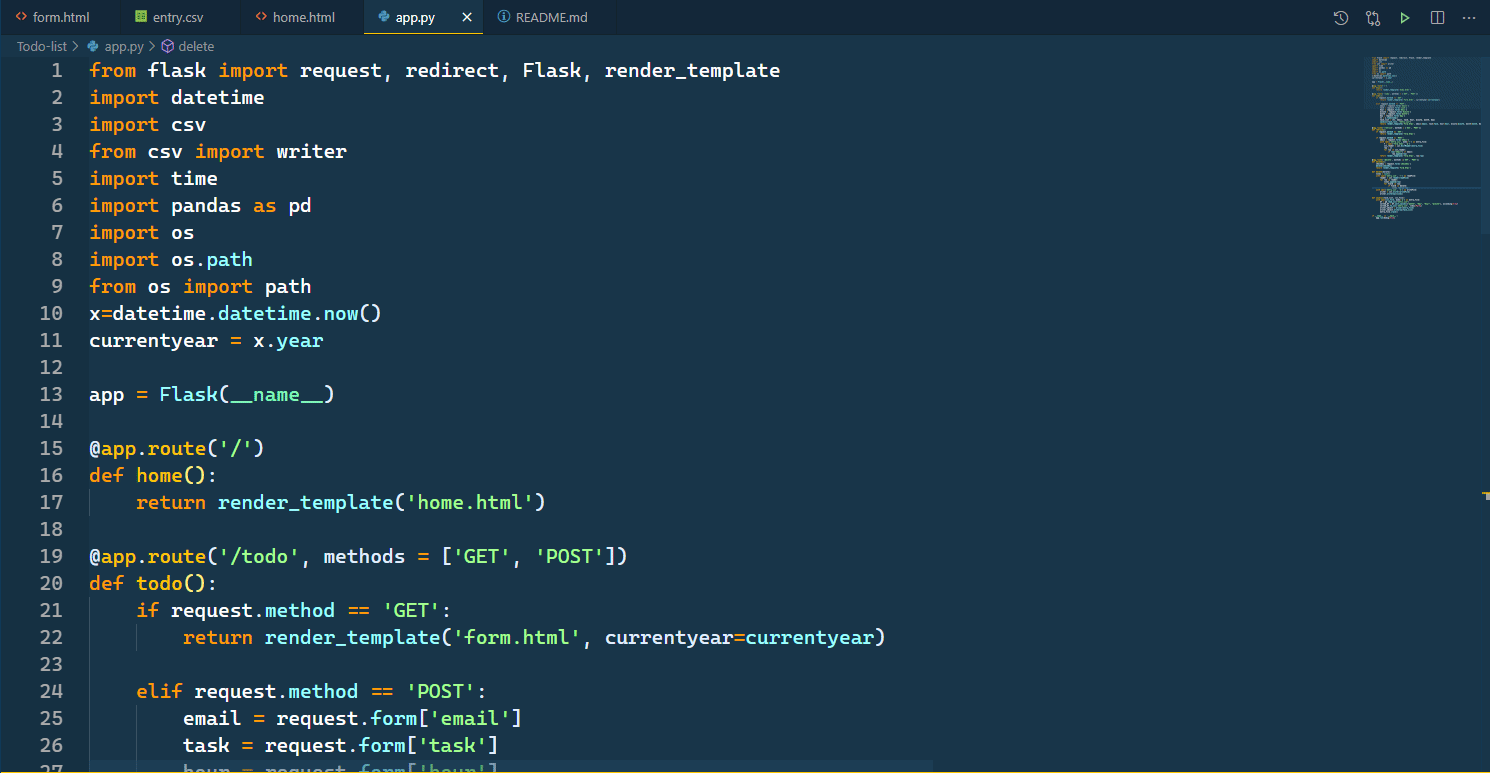 form.html entry.csv home.html app.py README.md
Todo-list > app.py > delete
1 from flask import request, redirect, Flask, render_template
2 import datetime
3 import csv
4 from csv import writer
5 import time
6 import pandas as pd
7 import os
8 import os.path
9 from os import path
10 x=datetime.datetime.now()
11 currentyear = x.year
12
13 app = Flask(__name__)
14
15 @app.route('/')
16 def home():
17     return render_template('home.html')
18
19 @app.route('/todo', methods = ['GET', 'POST'])
20 def todo():
21     if request.method == 'GET':
22         return render_template('form.html', currentyear=currentyear)
23
24     elif request.method == 'POST':
25         email = request.form['email']
26         task = request.form['task']
27         hour = request.form['hour']